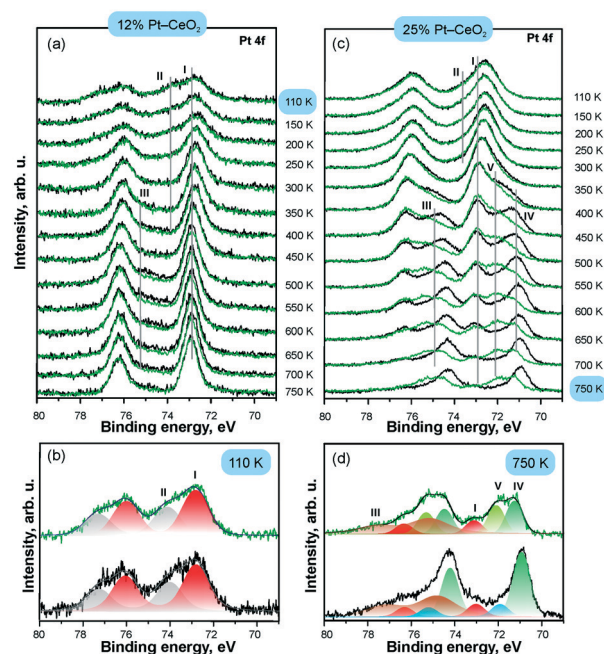 12% Pt–CeO₂
25% Pt–CeO₂
(a)
Pt 4f
II
I
III
110 K
150 K
200 K
250 K
300 K
350 K
400 K
450 K
500 K
550 K
600 K
650 K
700 K
750 K
Intensity, arb. u.
80 78 76 74 72 70
Binding energy, eV
(c)
Pt 4f
I
II
V
III
IV
110 K
150 K
200 K
250 K
300 K
350 K
400 K
450 K
500 K
550 K
600 K
650 K
700 K
750 K
80 78 76 74 72 70
Binding energy, eV
(b)
110 K
I
II
Intensity, arb. u.
80 78 76 74 72 70
Binding energy, eV
(d)
750 K
V IV
I
III
Intensity, arb. u.
80 78 76 74 72 70
Binding energy, eV